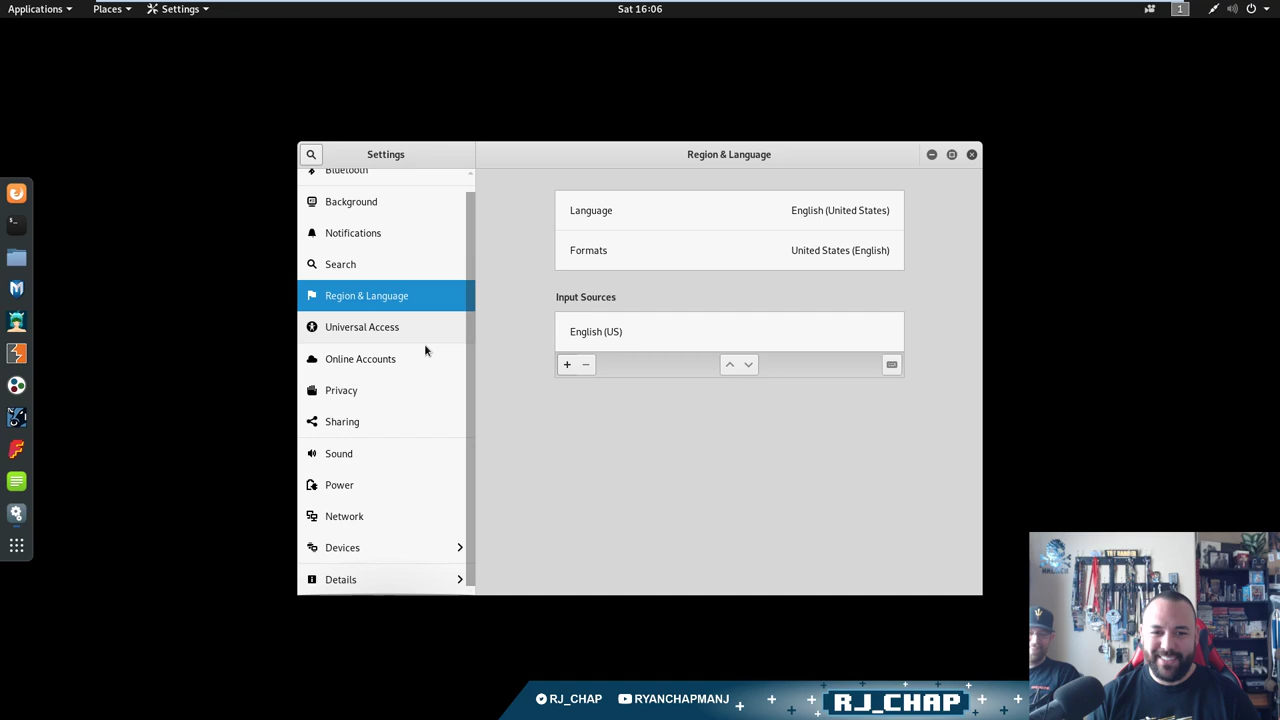 Applications Places Settings Sat 16:06 1
Settings Region & Language
Bluetooth
Background
Notifications
Search
Region & Language
Universal Access
Online Accounts
Privacy
Sharing
Sound
Power
Network
Devices
Details
Language English (United States)
Formats United States (English)
Input Sources
English (US)
RJ_CHAP RYANCHAPMANJ RJ_CHAP